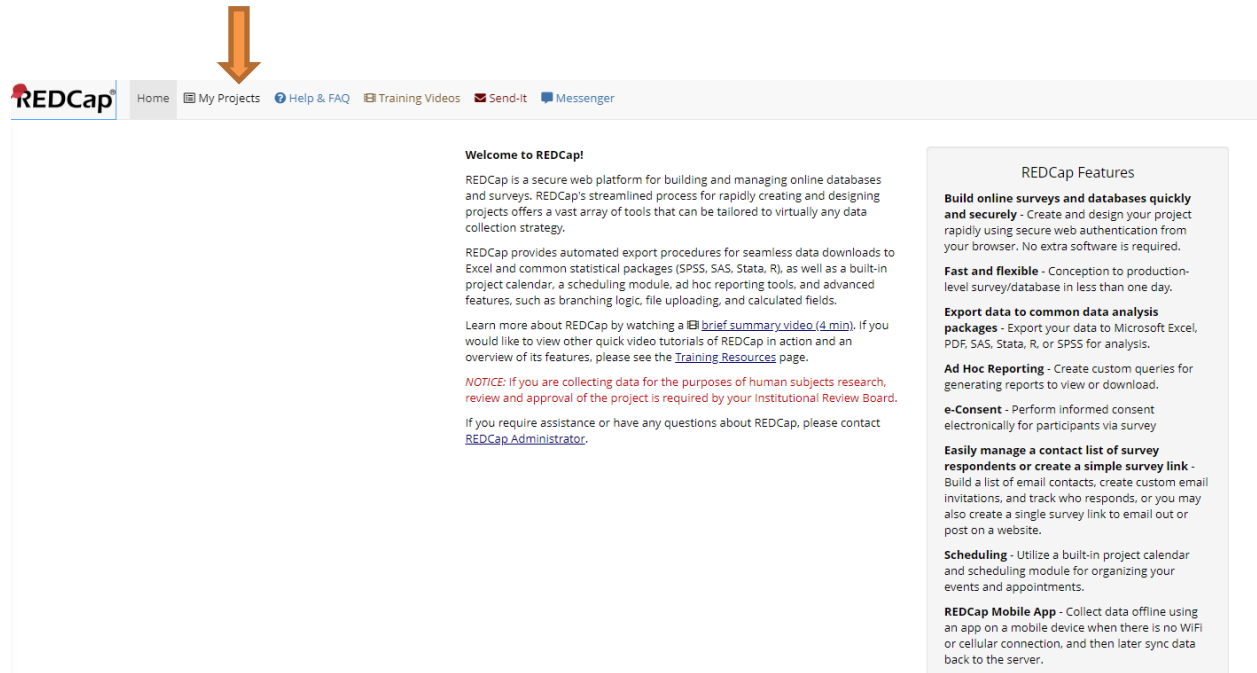 REDCap®
Home My Projects Help & FAQ Training Videos Send-It Messenger
Welcome to REDCap!
REDCap is a secure web platform for building and managing online databases
and surveys. REDCap's streamlined process for rapidly creating and designing
projects offers a vast array of tools that can be tailored to virtually any data
collection strategy.
REDCap provides automated export procedures for seamless data downloads to
Excel and common statistical packages (SPSS, SAS, Stata, R), as well as a built-in
project calendar, a scheduling module, ad hoc reporting tools, and advanced
features, such as branching logic, file uploading, and calculated fields.
Learn more about REDCap by watching a brief summary video (4 min). If you
would like to view other quick video tutorials of REDCap in action and an
overview of its features, please see the Training Resources page.
NOTICE: If you are collecting data for the purposes of human subjects research,
review and approval of the project is required by your Institutional Review Board.
If you require assistance or have any questions about REDCap, please contact
REDCap Administrator.
REDCap Features
Build online surveys and databases quickly
and securely - Create and design your project
rapidly using secure web authentication from
your browser. No extra software is required.
Fast and flexible - Conception to production-
level survey/database in less than one day.
Export data to common data analysis
packages - Export your data to Microsoft Excel,
PDF, SAS, Stata, R, or SPSS for analysis.
Ad Hoc Reporting - Create custom queries for
generating reports to view or download.
e-Consent - Perform informed consent
electronically for participants via survey
Easily manage a contact list of survey
respondents or create a simple survey link -
Build a list of email contacts, create custom email
invitations, and track who responds, or you may
also create a single survey link to email out or
post on a website.
Scheduling - Utilize a built-in project calendar
and scheduling module for organizing your
events and appointments.
REDCap Mobile App - Collect data offline using
an app on a mobile device when there is no WiFi
or cellular connection, and then later sync data
back to the server.